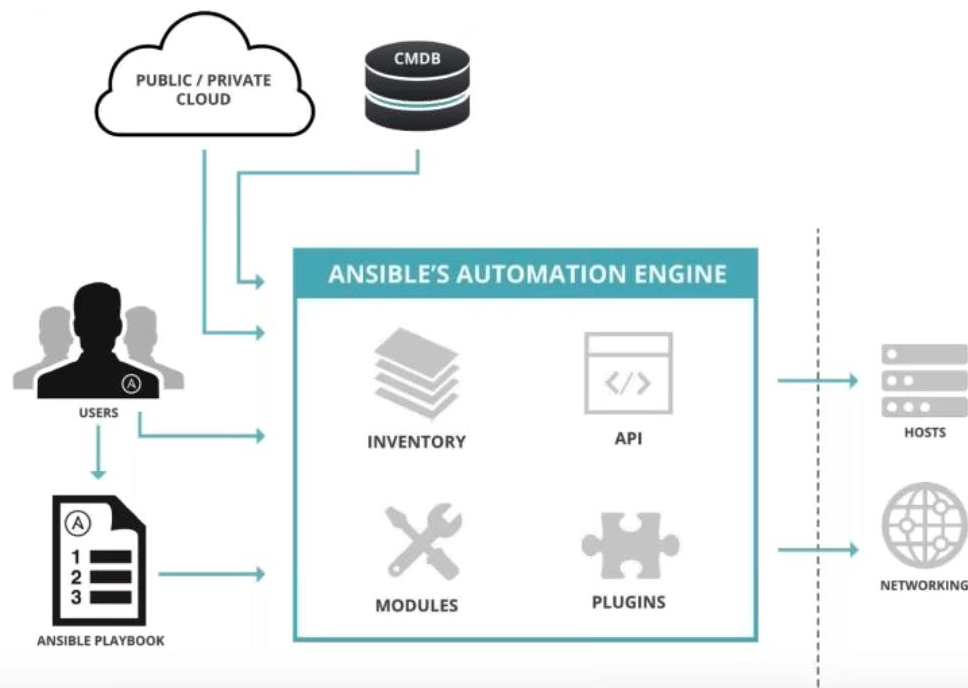 PUBLIC / PRIVATE
CLOUD
CMDB
ANSIBLE'S AUTOMATION ENGINE
USERS
INVENTORY
</>
API
HOSTS
A
A
1
2
3
MODULES
PLUGINS
NETWORKING
ANSIBLE PLAYBOOK